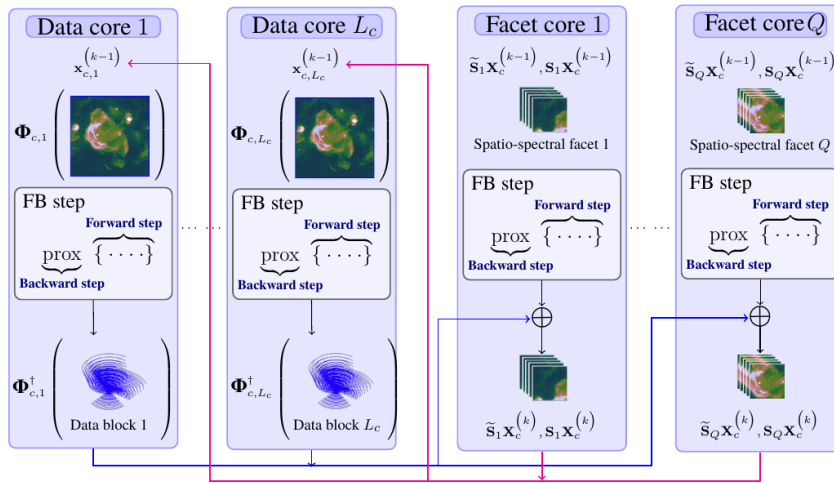 Data core 1
x_{c,1}^{(k−1)}
Φ_{c,1}
FB step
Forward step
prox { · · · · }
Backward step
Φ†_{c,1}
Data block 1
··· ···
Data core L_c
x_{c,L_c}^{(k−1)}
Φ_{c,L_c}
FB step
Forward step
prox { · · · · }
Backward step
Φ†_{c,L_c}
Data block L_c
Facet core 1
S̃_1 X_c^{(k−1)}, S_1 X_c^{(k−1)}
Spatio-spectral facet 1
FB step
Forward step
prox { · · · · }
Backward step
S̃_1 X_c^{(k)}, S_1 X_c^{(k)}
··· ···
Facet core Q
S̃_Q X_c^{(k−1)}, S_Q X_c^{(k−1)}
Spatio-spectral facet Q
FB step
Forward step
prox { · · · · }
Backward step
S̃_Q X_c^{(k)}, S_Q X_c^{(k)}